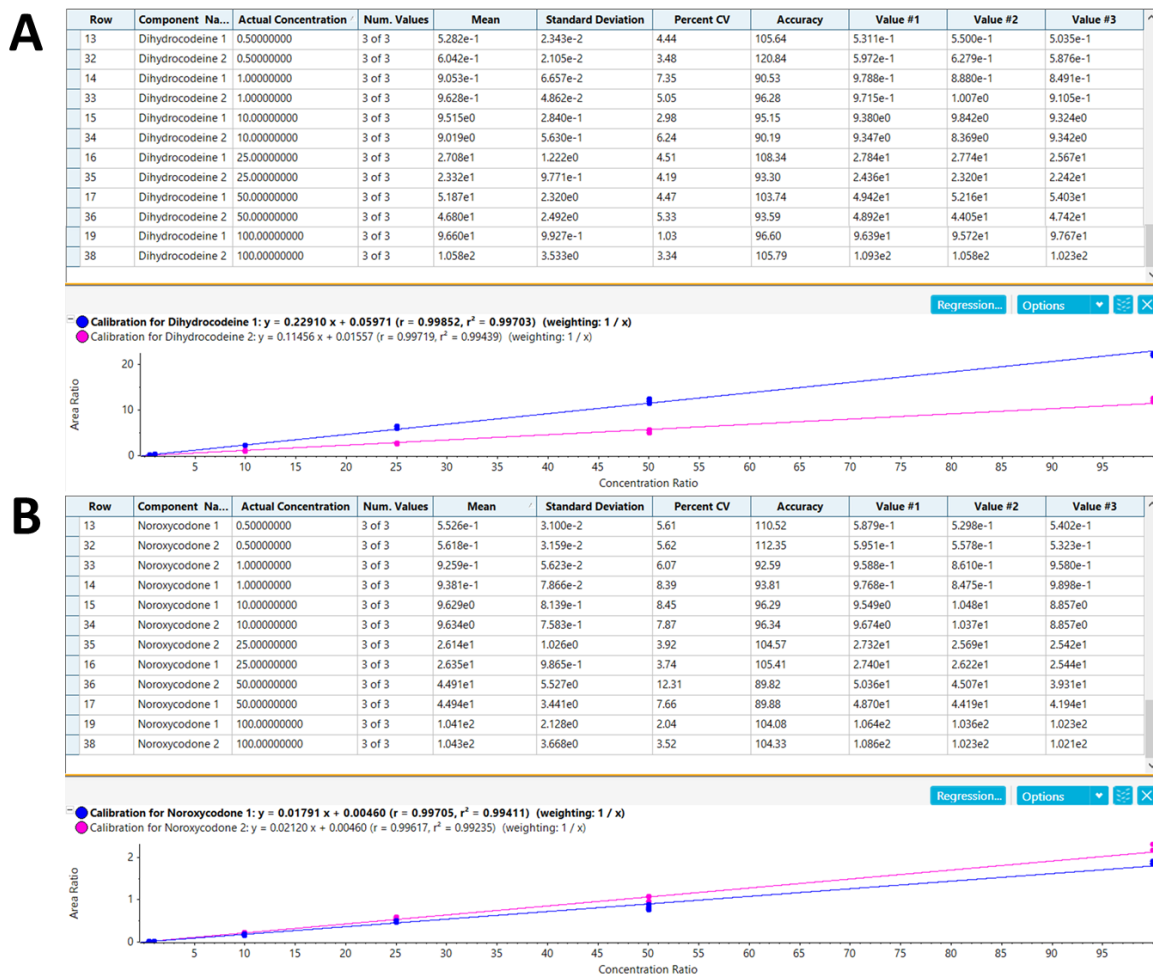 A
Row Component Na... Actual Concentration Num. Values Mean Standard Deviation Percent CV Accuracy Value #1 Value #2 Value #3
13 Dihydrocodeine 1 0.50000000 3 of 3 5.282e-1 2.343e-2 4.44 105.64 5.311e-1 5.500e-1 5.035e-1
32 Dihydrocodeine 2 0.50000000 3 of 3 6.042e-1 2.105e-2 3.48 120.84 5.972e-1 6.279e-1 5.876e-1
14 Dihydrocodeine 1 1.00000000 3 of 3 9.053e-1 6.657e-2 7.35 90.53 9.788e-1 8.880e-1 8.491e-1
33 Dihydrocodeine 2 1.00000000 3 of 3 9.628e-1 4.862e-2 5.05 96.28 9.715e-1 1.007e0 9.105e-1
15 Dihydrocodeine 1 10.00000000 3 of 3 9.515e0 2.840e-1 2.98 95.15 9.380e0 9.842e0 9.324e0
34 Dihydrocodeine 2 10.00000000 3 of 3 9.019e0 5.630e-1 6.24 90.19 9.347e0 8.369e0 9.342e0
16 Dihydrocodeine 1 25.00000000 3 of 3 2.708e1 1.222e0 4.51 108.34 2.784e1 2.774e1 2.567e1
35 Dihydrocodeine 2 25.00000000 3 of 3 2.332e1 9.771e-1 4.19 93.30 2.436e1 2.320e1 2.242e1
17 Dihydrocodeine 1 50.00000000 3 of 3 5.187e1 2.320e0 4.47 103.74 4.942e1 5.216e1 5.403e1
36 Dihydrocodeine 2 50.00000000 3 of 3 4.680e1 2.492e0 5.33 93.59 4.892e1 4.405e1 4.742e1
19 Dihydrocodeine 1 100.00000000 3 of 3 9.660e1 9.927e-1 1.03 96.60 9.639e1 9.572e1 9.767e1
38 Dihydrocodeine 2 100.00000000 3 of 3 1.058e2 3.533e0 3.34 105.79 1.093e2 1.058e2 1.023e2
Regression... Options
Calibration for Dihydrocodeine 1: y = 0.22910 x + 0.05971 (r = 0.99852, r² = 0.99703) (weighting: 1 / x)
Calibration for Dihydrocodeine 2: y = 0.11456 x + 0.01557 (r = 0.99719, r² = 0.99439) (weighting: 1 / x)
Area Ratio
20
10
0
5 10 15 20 25 30 35 40 45 50 55 60 65 70 75 80 85 90 95
Concentration Ratio
B
Row Component Na... Actual Concentration Num. Values Mean Standard Deviation Percent CV Accuracy Value #1 Value #2 Value #3
13 Noroxycodone 1 0.50000000 3 of 3 5.526e-1 3.100e-2 5.61 110.52 5.879e-1 5.298e-1 5.402e-1
32 Noroxycodone 2 0.50000000 3 of 3 5.618e-1 3.159e-2 5.62 112.35 5.951e-1 5.578e-1 5.323e-1
33 Noroxycodone 2 1.00000000 3 of 3 9.259e-1 5.623e-2 6.07 92.59 9.588e-1 8.610e-1 9.580e-1
14 Noroxycodone 1 1.00000000 3 of 3 9.381e-1 7.866e-2 8.39 93.81 9.768e-1 8.475e-1 9.898e-1
15 Noroxycodone 1 10.00000000 3 of 3 9.629e0 8.139e-1 8.45 96.29 9.549e0 1.048e1 8.857e0
34 Noroxycodone 2 10.00000000 3 of 3 9.634e0 7.583e-1 7.87 96.34 9.674e0 1.037e1 8.857e0
35 Noroxycodone 2 25.00000000 3 of 3 2.614e1 1.026e0 3.92 104.57 2.732e1 2.569e1 2.542e1
16 Noroxycodone 1 25.00000000 3 of 3 2.635e1 9.865e-1 3.74 105.41 2.740e1 2.622e1 2.544e1
36 Noroxycodone 2 50.00000000 3 of 3 4.491e1 5.527e0 12.31 89.82 5.036e1 4.507e1 3.931e1
17 Noroxycodone 1 50.00000000 3 of 3 4.494e1 3.441e0 7.66 89.88 4.870e1 4.419e1 4.194e1
19 Noroxycodone 1 100.00000000 3 of 3 1.041e2 2.128e0 2.04 104.08 1.064e2 1.036e2 1.023e2
38 Noroxycodone 2 100.00000000 3 of 3 1.043e2 3.668e0 3.52 104.33 1.086e2 1.023e2 1.021e2
Regression... Options
Calibration for Noroxycodone 1: y = 0.01791 x + 0.00460 (r = 0.99705, r² = 0.99411) (weighting: 1 / x)
Calibration for Noroxycodone 2: y = 0.02120 x + 0.00460 (r = 0.99617, r² = 0.99235) (weighting: 1 / x)
Area Ratio
2
1
0
5 10 15 20 25 30 35 40 45 50 55 60 65 70 75 80 85 90 95
Concentration Ratio